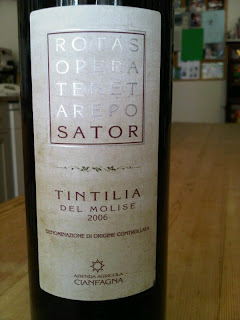 ROTAS
OPERA
TENET
AREPO
SATOR
TINTILIA
DEL MOLISE
2006
DENOMINAZIONE DI ORIGINE CONTROLLATA
AZIENDA AGRICOLA
CIANFAGNA